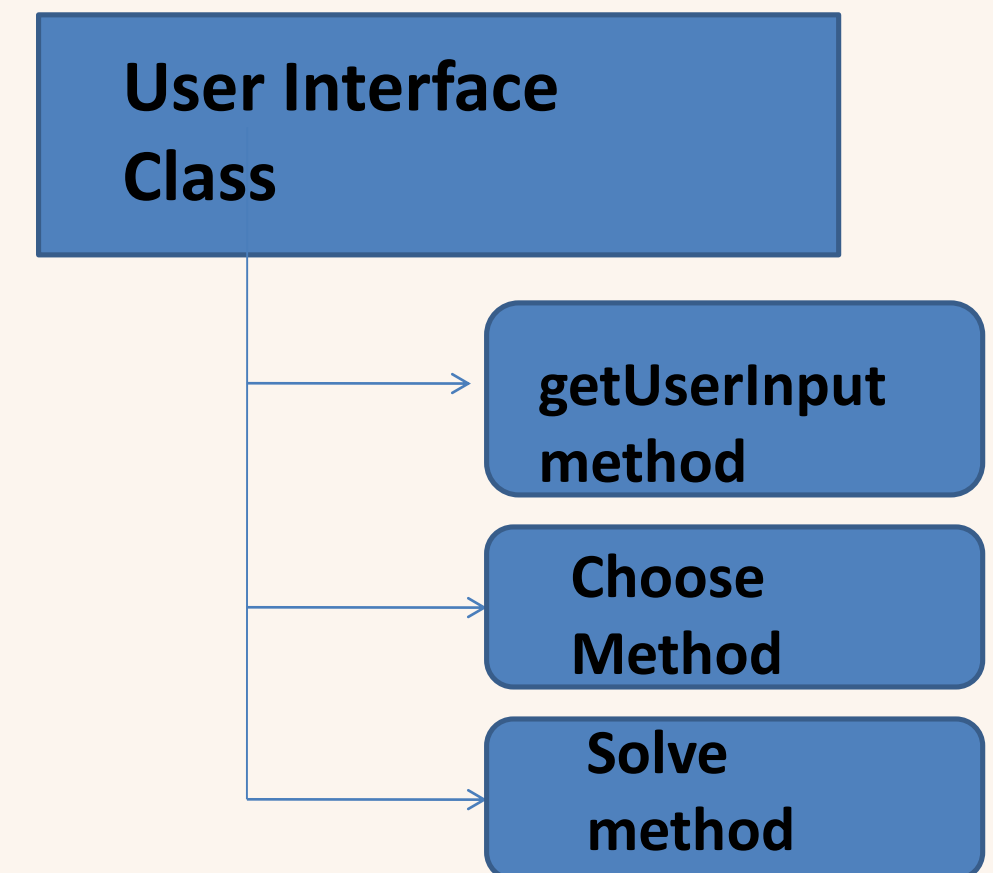 User Interface
Class
getUserInput
method
Choose
Method
Solve
method